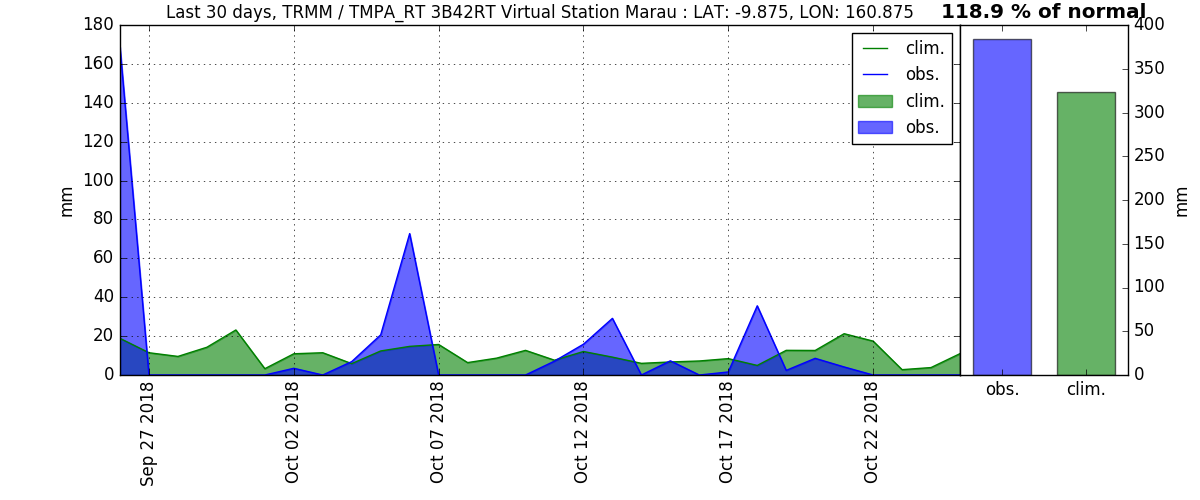 Last 30 days, TRMM / TMPA_RT 3B42RT Virtual Station Marau : LAT: -9.875, LON: 160.875
118.9 % of normal
180
160
140
120
100
80
60
40
20
0
mm
clim.
obs.
clim.
obs.
400
350
300
250
200
150
100
50
0
mm
obs.
clim.
Sep 27 2018
Oct 02 2018
Oct 07 2018
Oct 12 2018
Oct 17 2018
Oct 22 2018